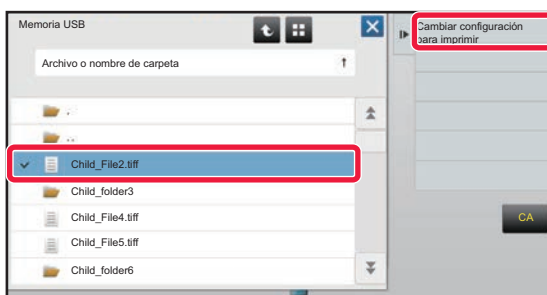 Memoria USB
Cambiar configuración
para imprimir
Archivo o nombre de carpeta
.
..
Child_File2.tiff
Child_folder3
Child_File4.tiff
Child_File5.tiff
Child_folder6
CA